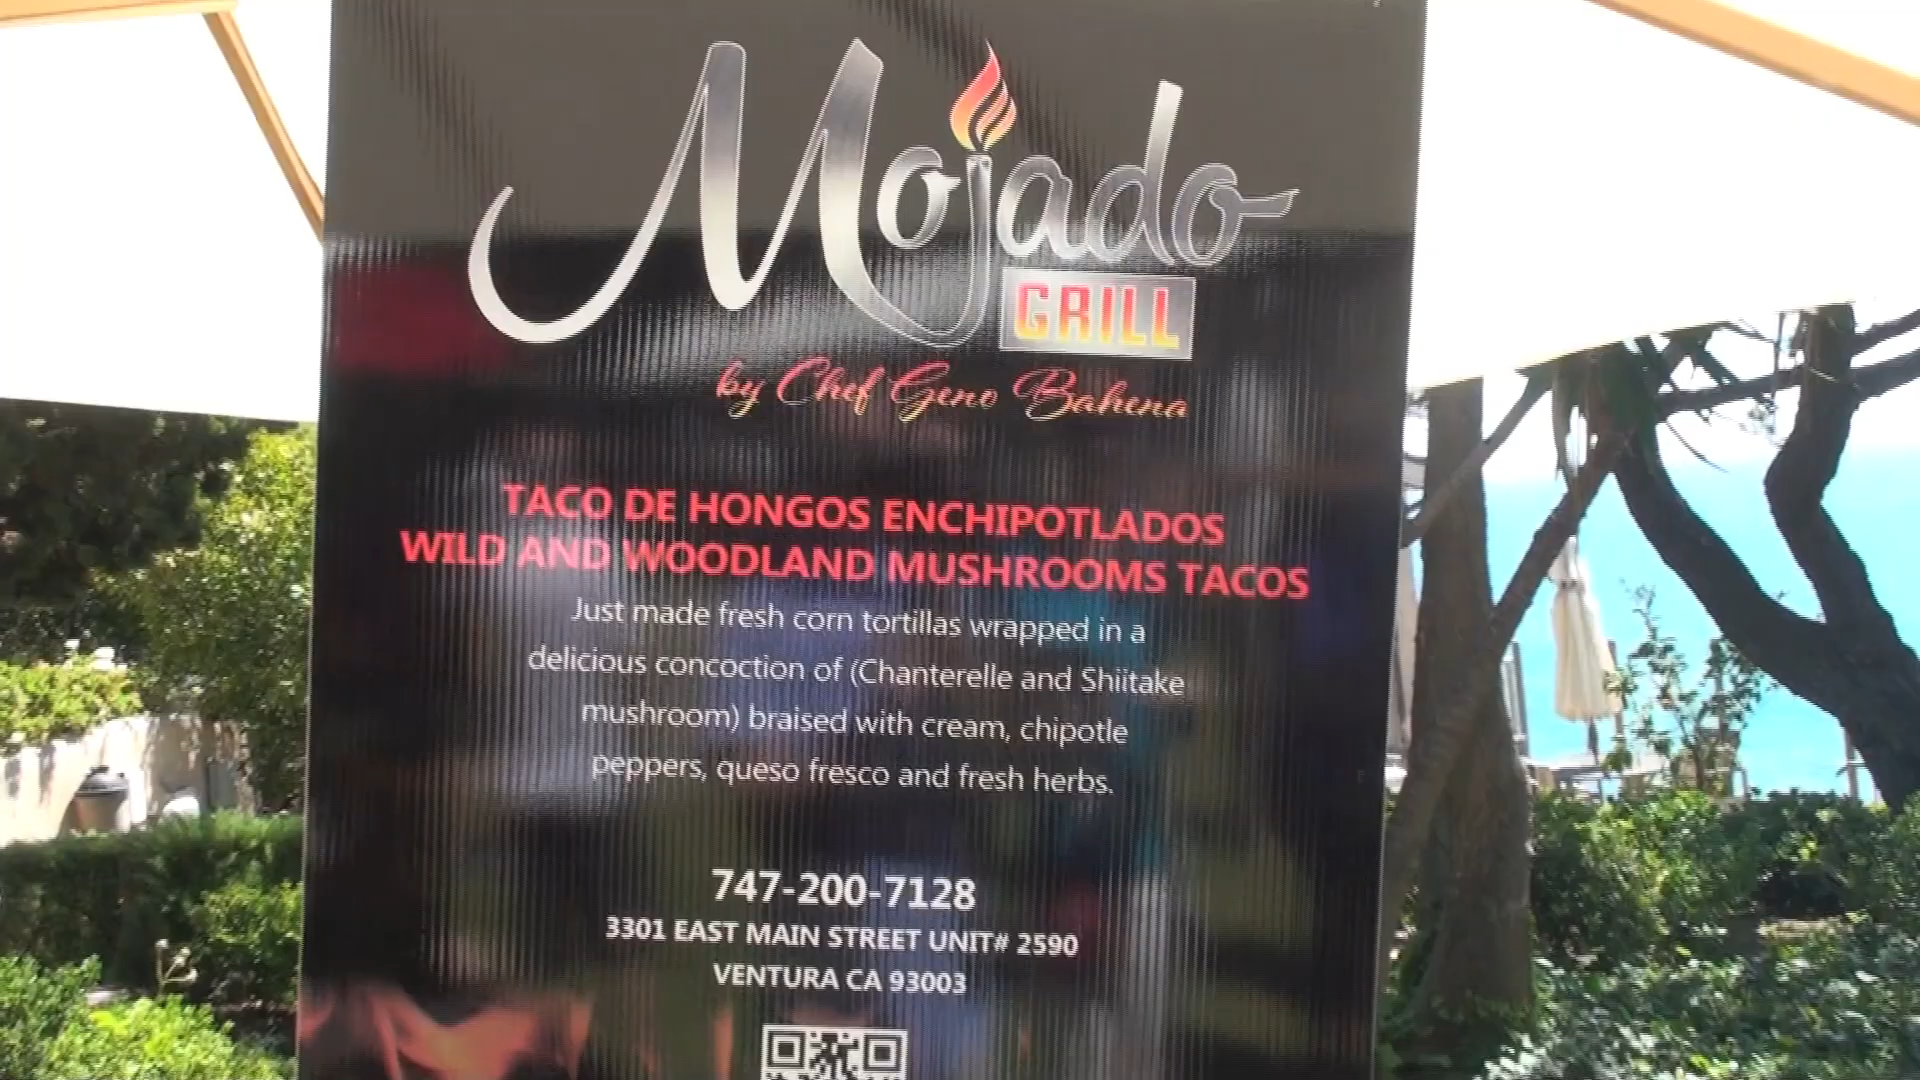 Mojado
GRILL
by Chef Geno Bahena
TACO DE HONGOS ENCHIPOTLADOS
WILD AND WOODLAND MUSHROOMS TACOS
Just made fresh corn tortillas wrapped in a
delicious concoction of (Chanterelle and Shiitake
mushroom) braised with cream, chipotle
peppers, queso fresco and fresh herbs.
747-200-7128
3301 EAST MAIN STREET UNIT# 2590
VENTURA CA 93003